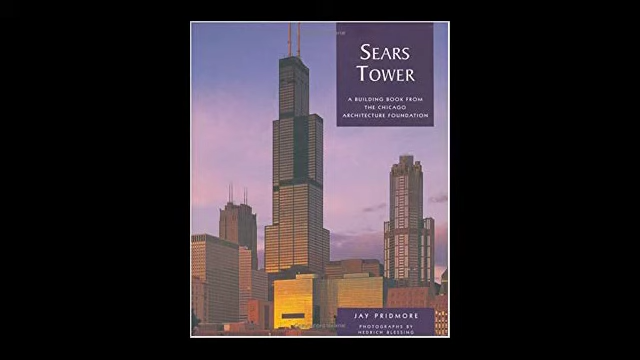 SEARS
TOWER
A BUILDING BOOK FROM
THE CHICAGO
ARCHITECTURE FOUNDATION
JAY PRIDMORE
PHOTOGRAPHS BY
HEDRICH BLESSING